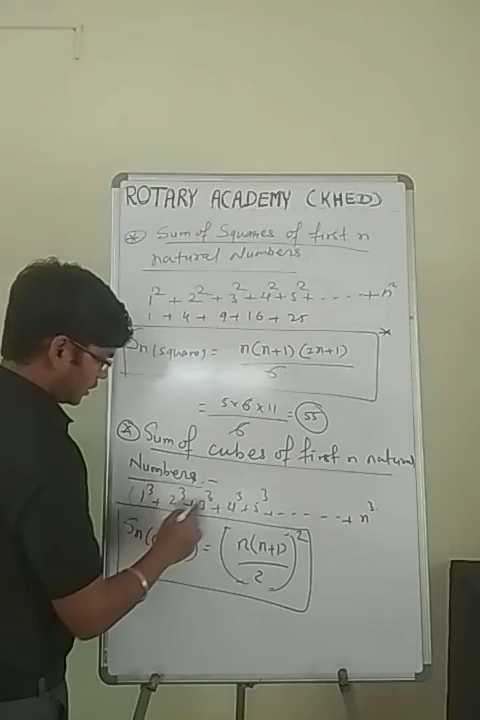 ROTARY ACADEMY (KHED)
* Sum of Squares of first n
natural Numbers
1² + 2² + 3² + 4² + 5² + ---- + n²
1 + 4 + 9 + 16 + 25
Sn(square) = n(n+1)(2n+1)/6 *
= 5×6×11/6 = 55
* Sum of cubes of first n natural
Numbers:-
(1³ + 2³ + 3³ + 4³ + 5³ + ------ + n³
Sn( ) = (n(n+1)/2)²